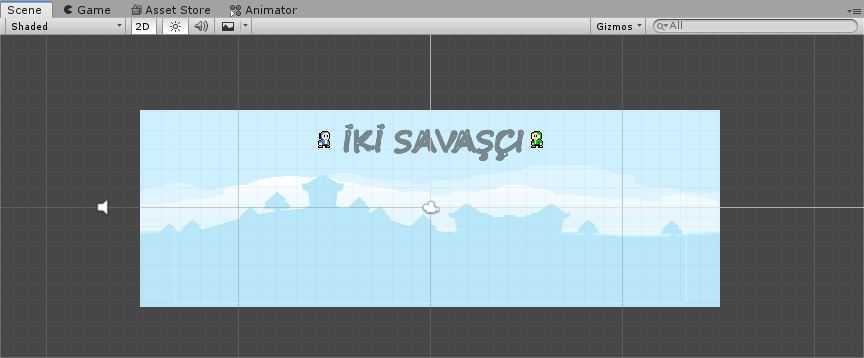 Scene Game Asset Store Animator
Shaded 2D Gizmos All
İKİ SAVAŞÇI